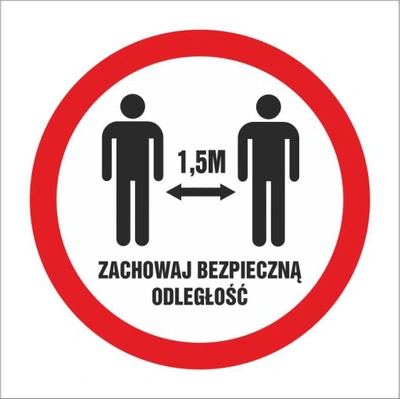 1,5M
ZACHOWAJ BEZPIECZNĄ
ODLEGŁOŚĆ